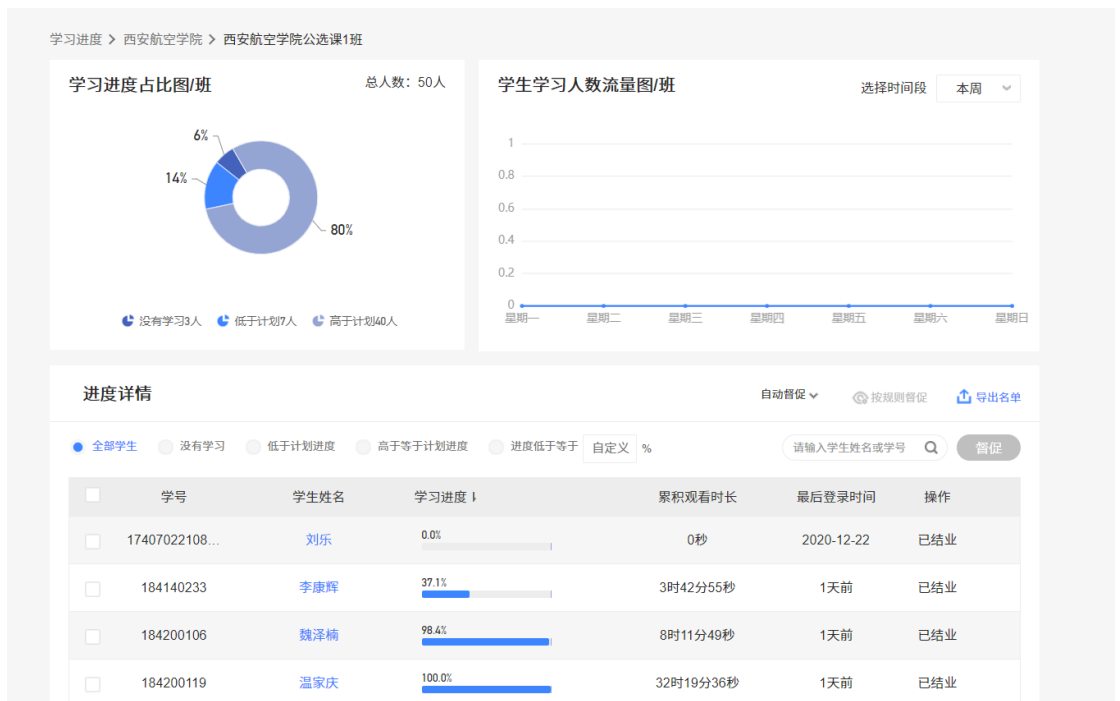 学习进度 > 西安航空学院 > 西安航空学院公选课1班
学习进度占比图/班 总人数：50人
6%
14%
80%
没有学习3人 低于计划7人 高于计划40人
学生学习人数流量图/班 选择时间段 本周
1
0.8
0.6
0.4
0.2
0
星期一 星期二 星期三 星期四 星期五 星期六 星期日
进度详情 自动督促 按规则督促 导出名单
全部学生 没有学习 低于计划进度 高于等于计划进度 进度低于等于 自定义 % 请输入学生姓名或学号 督促
学号 学生姓名 学习进度 累积观看时长 最后登录时间 操作
17407022108... 刘乐 0.0% 0秒 2020-12-22 已结业
184140233 李康辉 37.1% 3时42分55秒 1天前 已结业
184200106 魏泽楠 98.4% 8时11分49秒 1天前 已结业
184200119 温家庆 100.0% 32时19分36秒 1天前 已结业